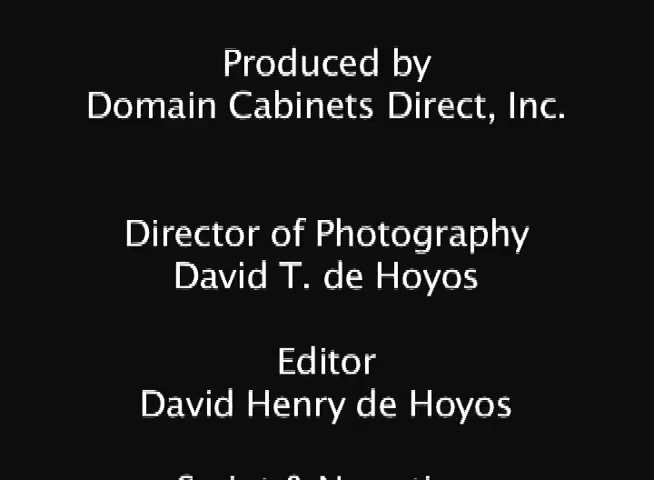 Produced by
Domain Cabinets Direct, Inc.
Director of Photography
David T. de Hoyos
Editor
David Henry de Hoyos